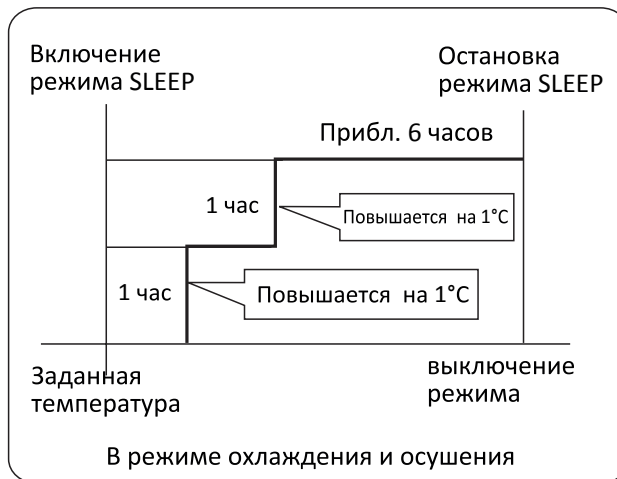 Включение
режима SLEEP
Остановка
режима SLEEP
Прибл. 6 часов
1 час
Повышается на 1°C
1 час
Повышается на 1°C
Заданная
температура
выключение
режима
В режиме охлаждения и осушения